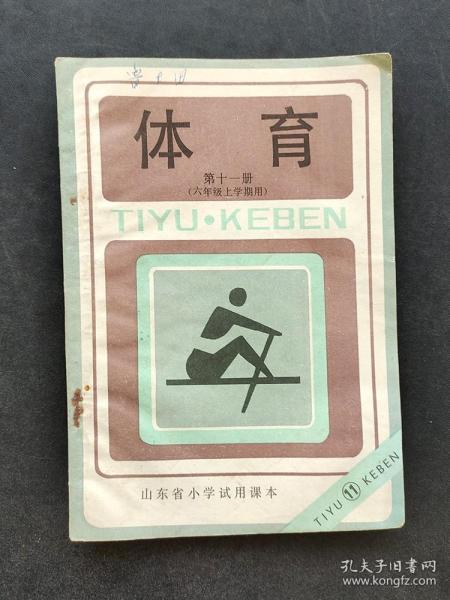 体育
第十一册
(六年级上学期用)
TIYU·KEBEN
山东省小学试用课本
TIYU 11 KEBEN
孔夫子旧书网
www.kongfz.com